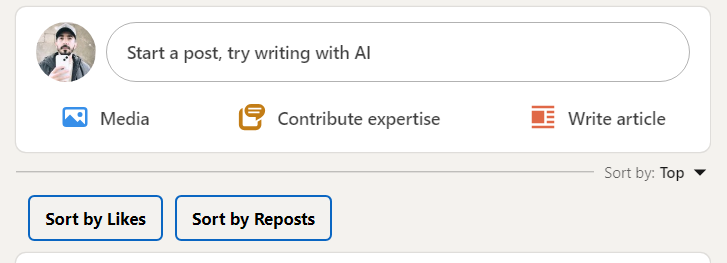 Start a post, try writing with AI
Media
Contribute expertise
Write article
Sort by: Top
Sort by Likes
Sort by Reposts